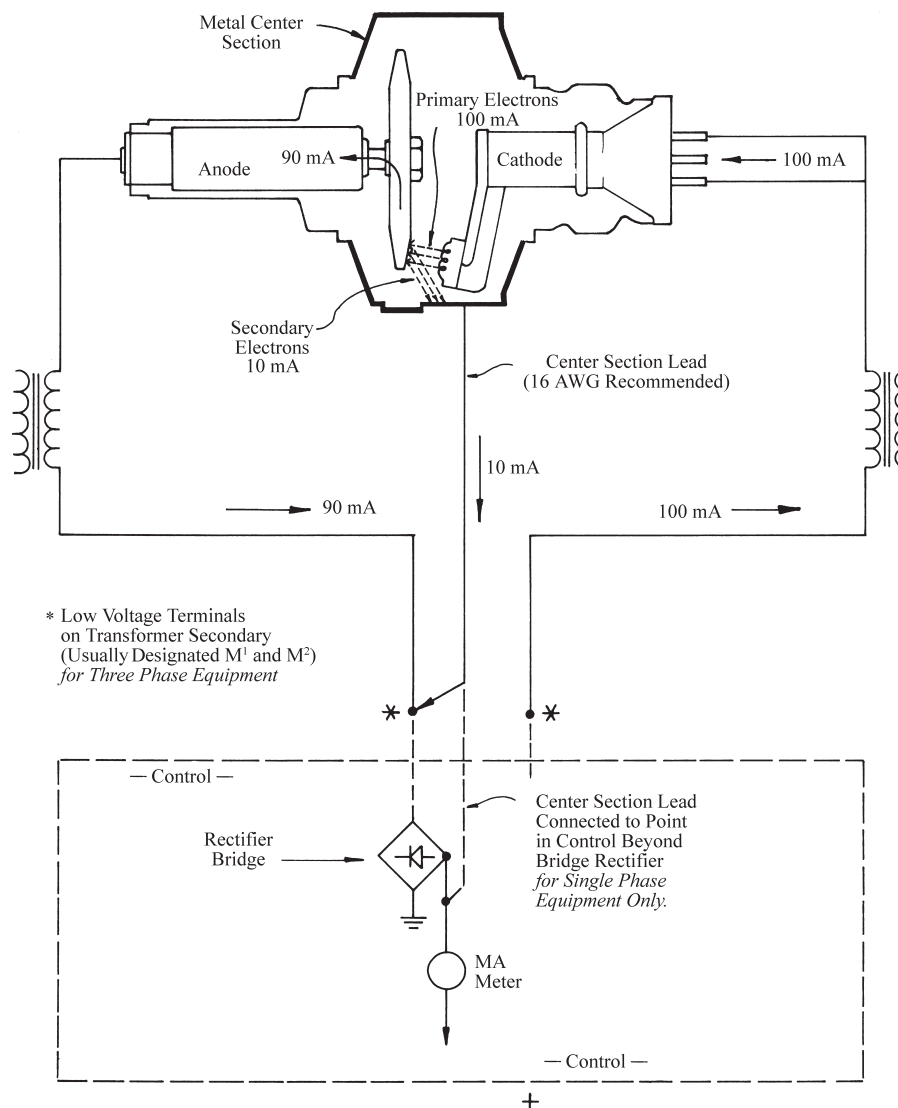 Metal Center
Section
Primary Electrons
100 mA
Anode
90 mA
Cathode
100 mA
Secondary
Electrons
10 mA
Center Section Lead
(16 AWG Recommended)
10 mA
90 mA
100 mA
* Low Voltage Terminals
on Transformer Secondary
(Usually Designated M¹ and M²)
for Three Phase Equipment
*
*
— Control —
Rectifier
Bridge
Center Section Lead
Connected to Point
in Control Beyond
Bridge Rectifier
for Single Phase
Equipment Only.
MA
Meter
— Control —
+